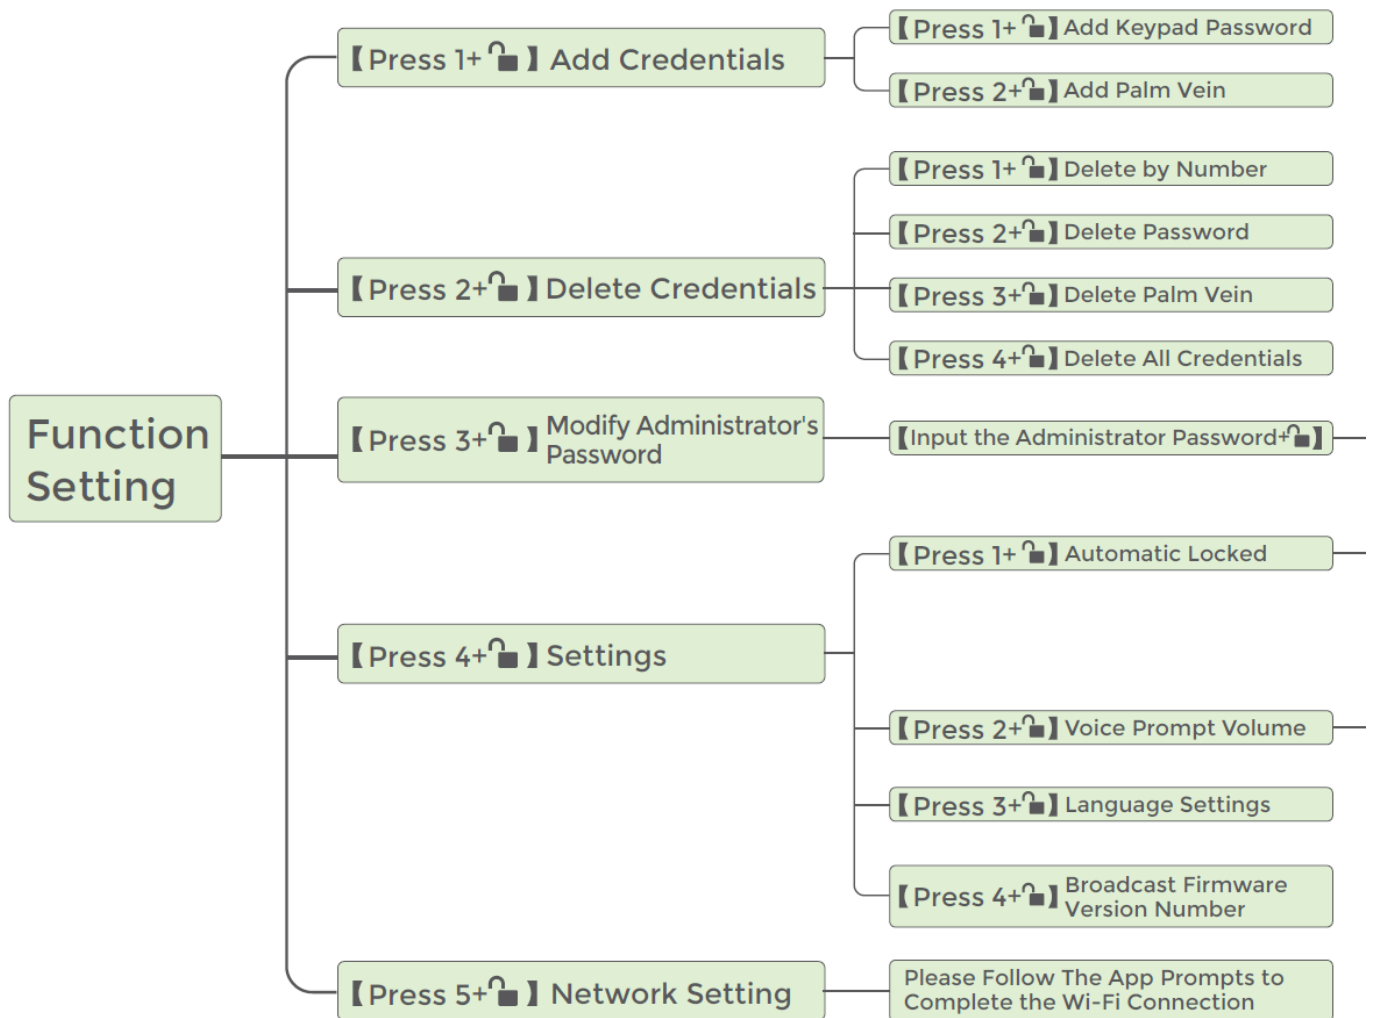 【Press 1+🔓】Add Credentials
【Press 1+🔓】Add Keypad Password
【Press 2+🔓】Add Palm Vein
【Press 2+🔓】Delete Credentials
【Press 1+🔓】Delete by Number
【Press 2+🔓】Delete Password
【Press 3+🔓】Delete Palm Vein
【Press 4+🔓】Delete All Credentials
Function
Setting
【Press 3+🔓】Modify Administrator's
Password
【Input the Administrator Password+🔓】
【Press 4+🔓】Settings
【Press 1+🔓】Automatic Locked
【Press 2+🔓】Voice Prompt Volume
【Press 3+🔓】Language Settings
【Press 4+🔓】Broadcast Firmware
Version Number
【Press 5+🔓】Network Setting
Please Follow The App Prompts to
Complete the Wi-Fi Connection